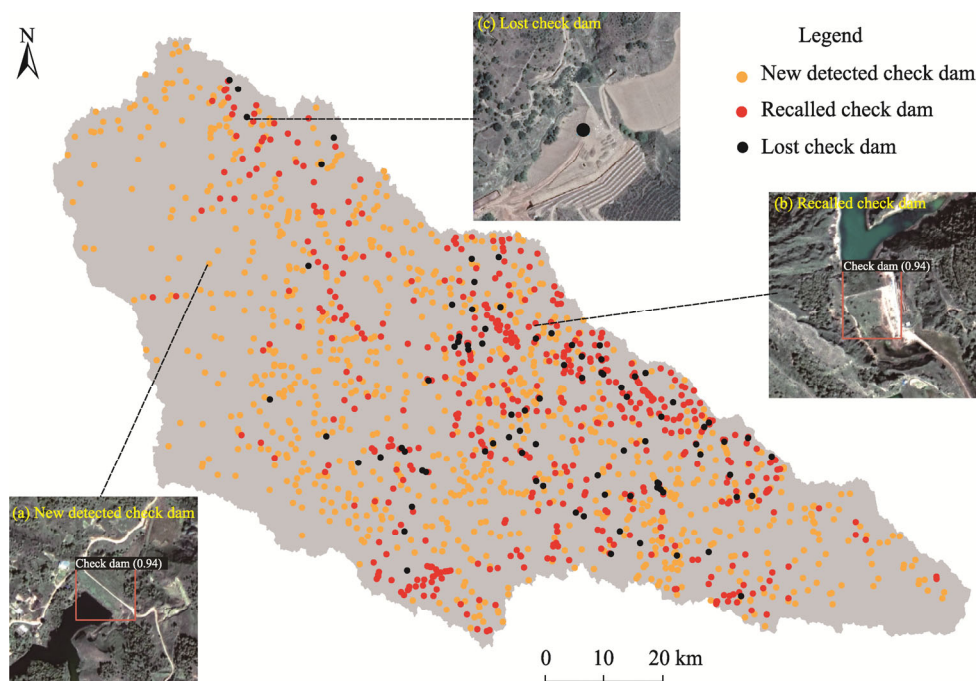 N
(c) Lost check dam
Legend
New detected check dam
Recalled check dam
Lost check dam
(b) Recalled check dam
Check dam (0.94)
(a) New detected check dam
Check dam (0.94)
0 10 20 km